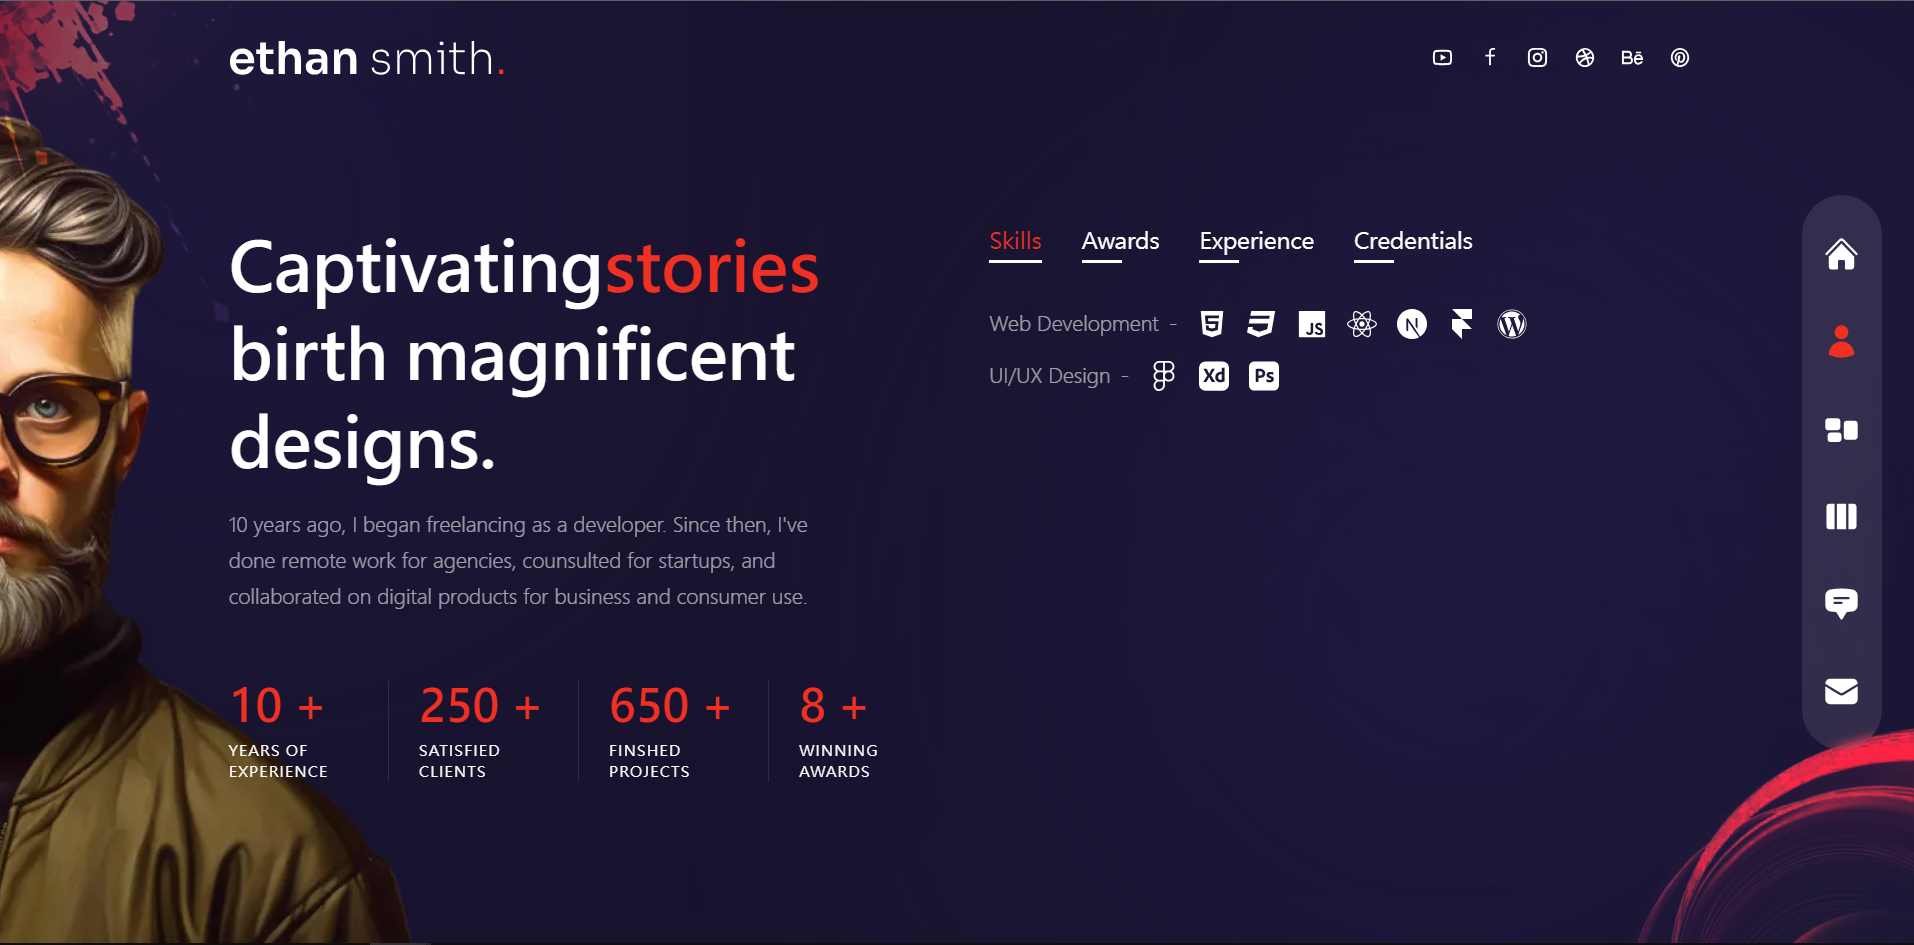 ethan smith.
Captivatingstories
birth magnificent
designs.
10 years ago, I began freelancing as a developer. Since then, I've
done remote work for agencies, counsulted for startups, and
collaborated on digital products for business and consumer use.
10 +
YEARS OF
EXPERIENCE
250 +
SATISFIED
CLIENTS
650 +
FINSHED
PROJECTS
8 +
WINNING
AWARDS
Skills Awards Experience Credentials
Web Development - 5 JS N W
UI/UX Design - Xd Ps
Bē